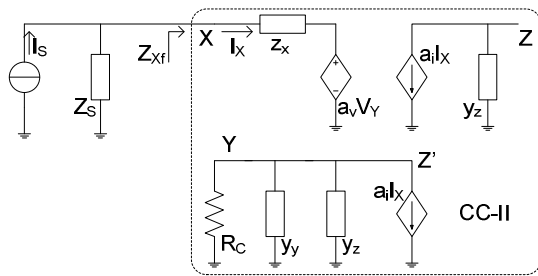 I_S
Z_S
Z_Xf
X
I_X
z_x
a_vV_Y
a_iI_X
Z
y_z
Y
R_C
y_y
y_z
Z'
a_iI_X
CC-II